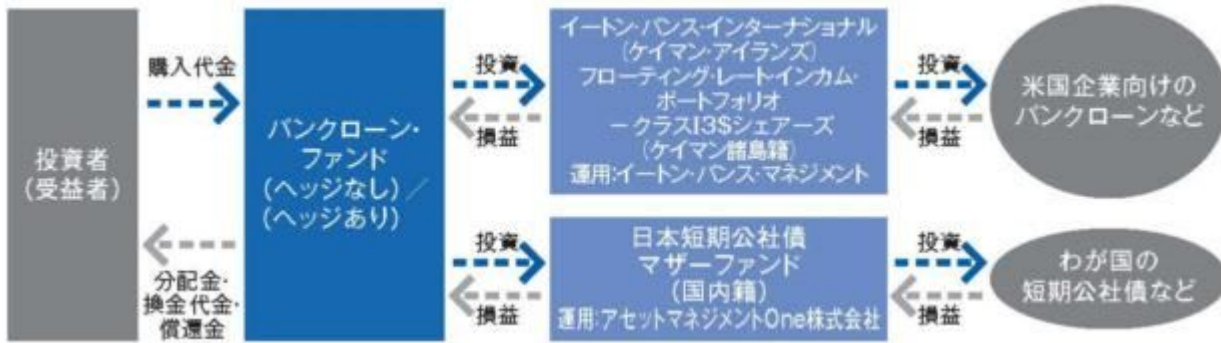 投資者
(受益者)
購入代金
分配金・
換金代金・
償還金
バンクローン・
ファンド
(ヘッジなし)／
(ヘッジあり)
投資
損益
イートン・バンス・インターナショナル
(ケイマン・アイランズ)
フローティング・レート・インカム・
ポートフォリオ
－クラスI3$シェアーズ
(ケイマン諸島籍)
運用:イートン・バンス・マネジメント
投資
損益
米国企業向けの
バンクローンなど
投資
損益
日本短期公社債
マザーファンド
(国内籍)
運用:アセットマネジメントOne株式会社
投資
損益
わが国の
短期公社債など